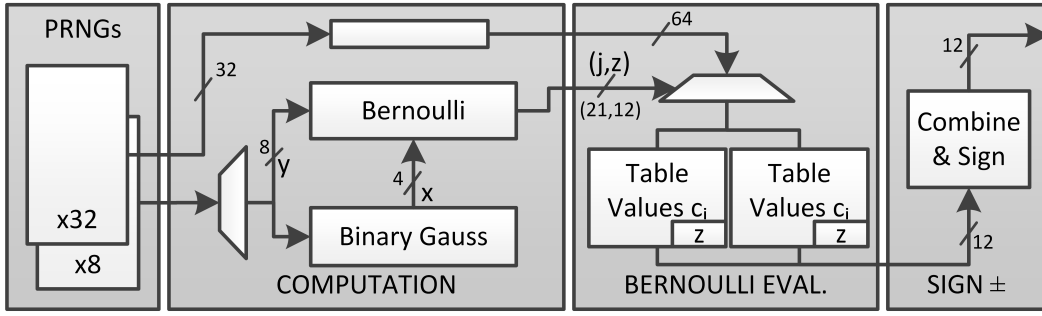 PRNGs
x32
x8
32
COMPUTATION
Bernoulli
Binary Gauss
8
y
4
x
64
(j,z)
(21,12)
Table
Values cᵢ
z
Table
Values cᵢ
z
BERNOULLI EVAL.
12
Combine
& Sign
12
SIGN ±